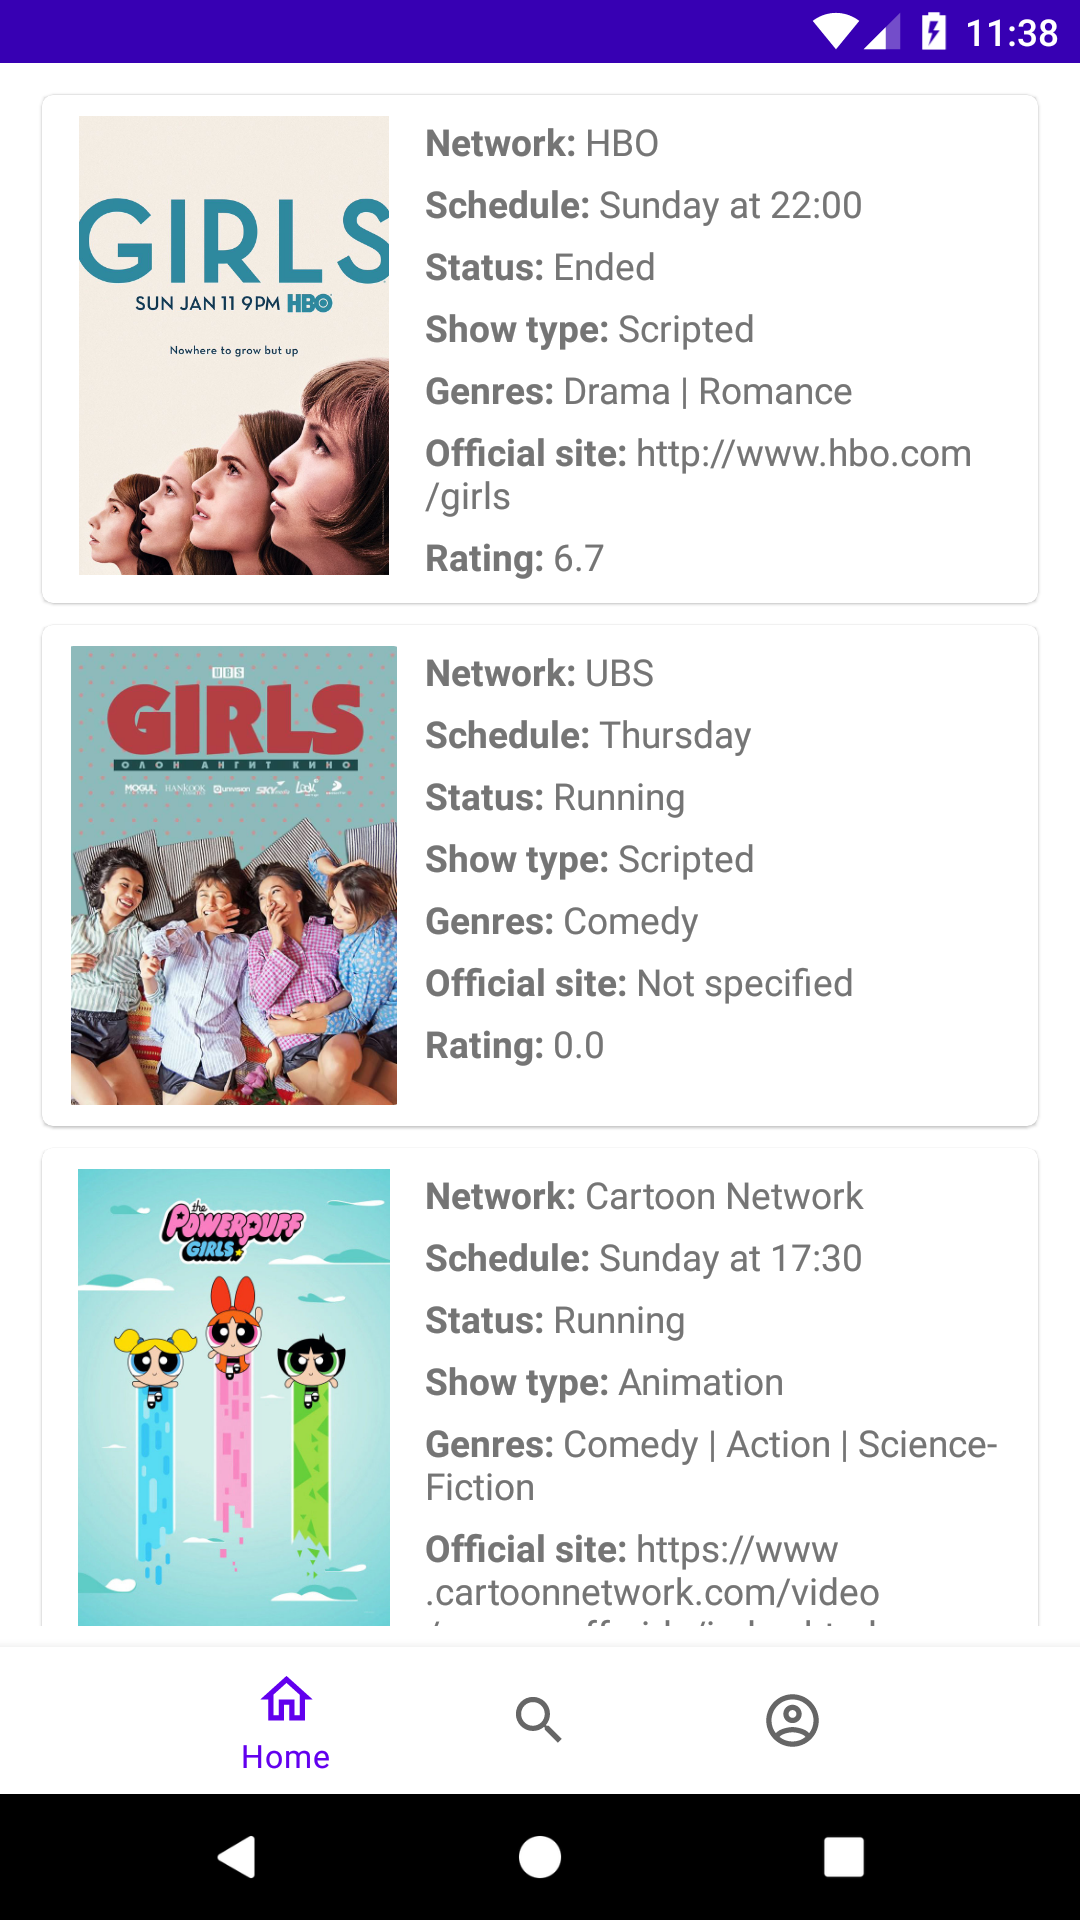 11:38
GIRLS
SUN JAN 11 9PM HBO
Nowhere to grow but up
Network: HBO
Schedule: Sunday at 22:00
Status: Ended
Show type: Scripted
Genres: Drama | Romance
Official site: http://www.hbo.com
/girls
Rating: 6.7
UBS
GIRLS
ОЛОН АНГИТ КИНО
MOGUL HANKOOK univision SKY Look
Network: UBS
Schedule: Thursday
Status: Running
Show type: Scripted
Genres: Comedy
Official site: Not specified
Rating: 0.0
the
POWERPUFF
GIRLS
Network: Cartoon Network
Schedule: Sunday at 17:30
Status: Running
Show type: Animation
Genres: Comedy | Action | Science-
Fiction
Official site: https://www
.cartoonnetwork.com/video
Home